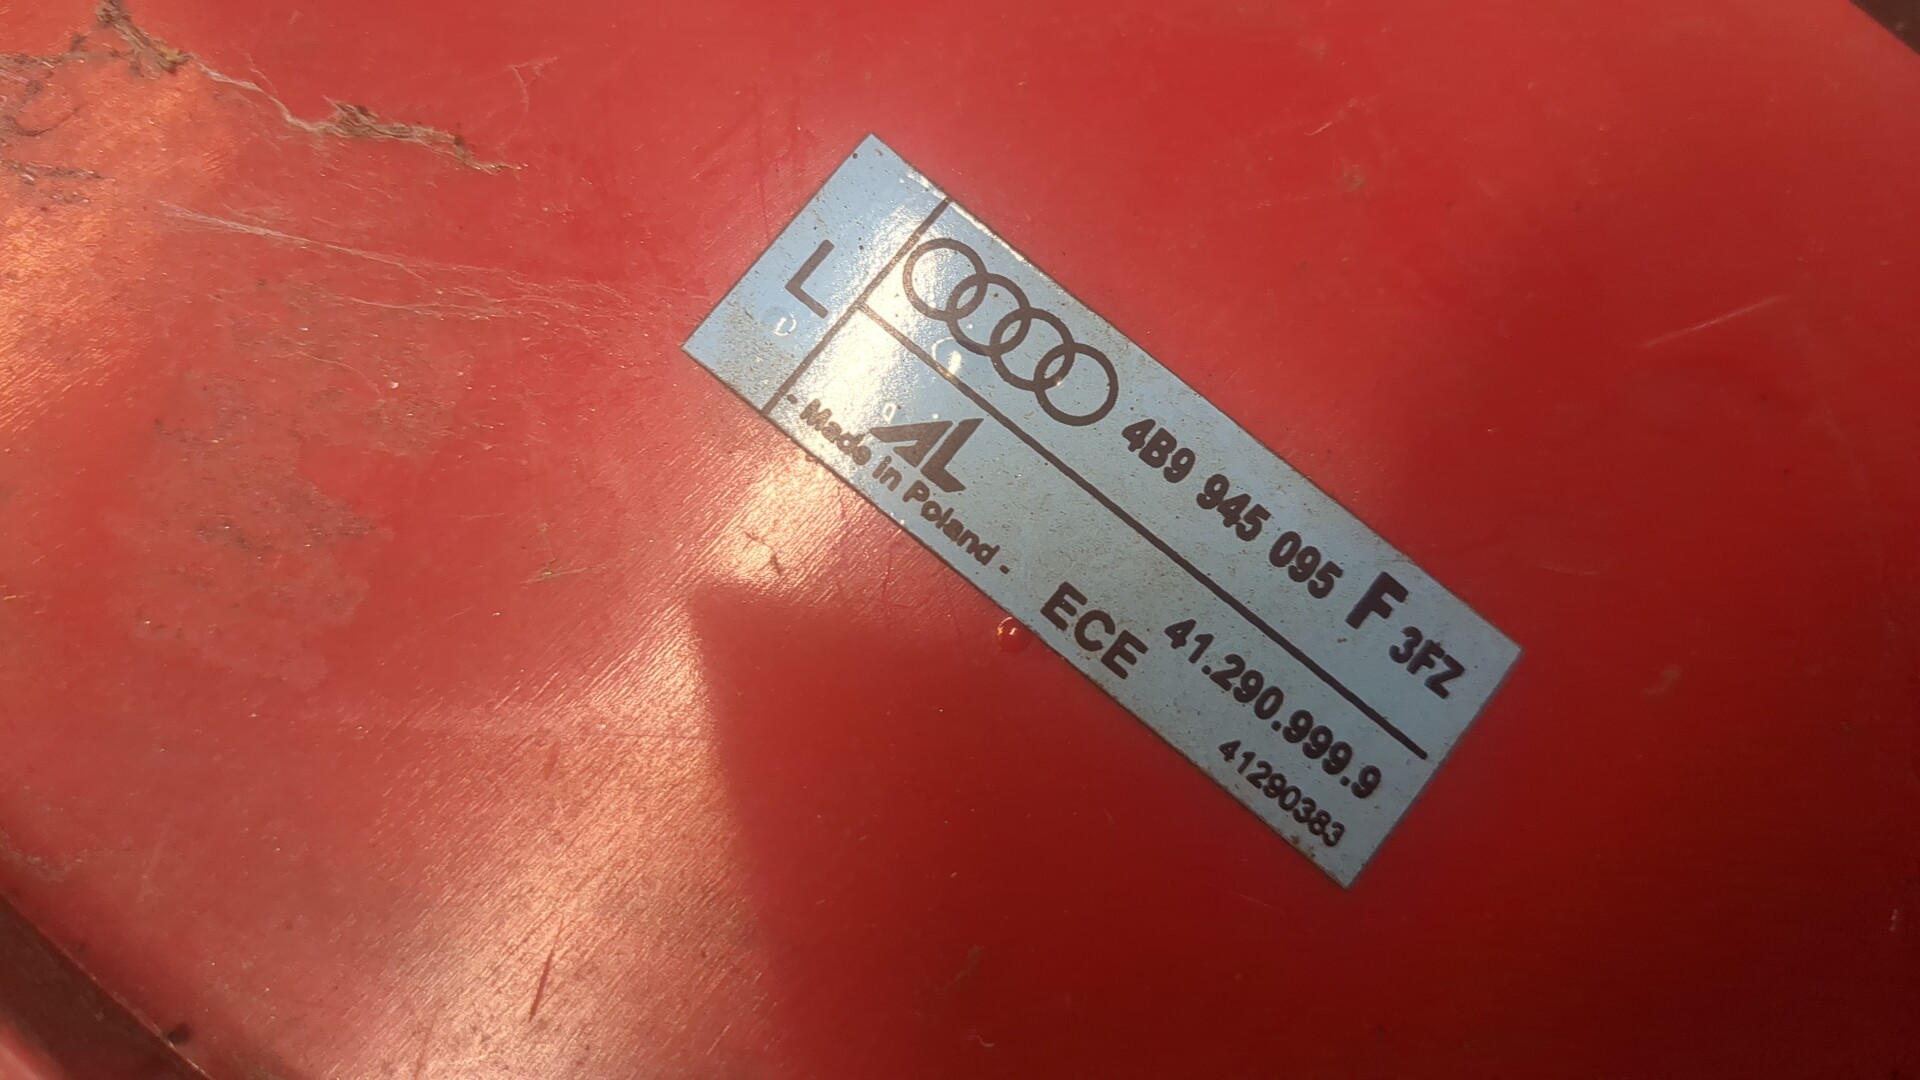 L
4B9 945 095 F 3FZ
AL
- Made in Poland -
ECE 41.290.999.9
41290383